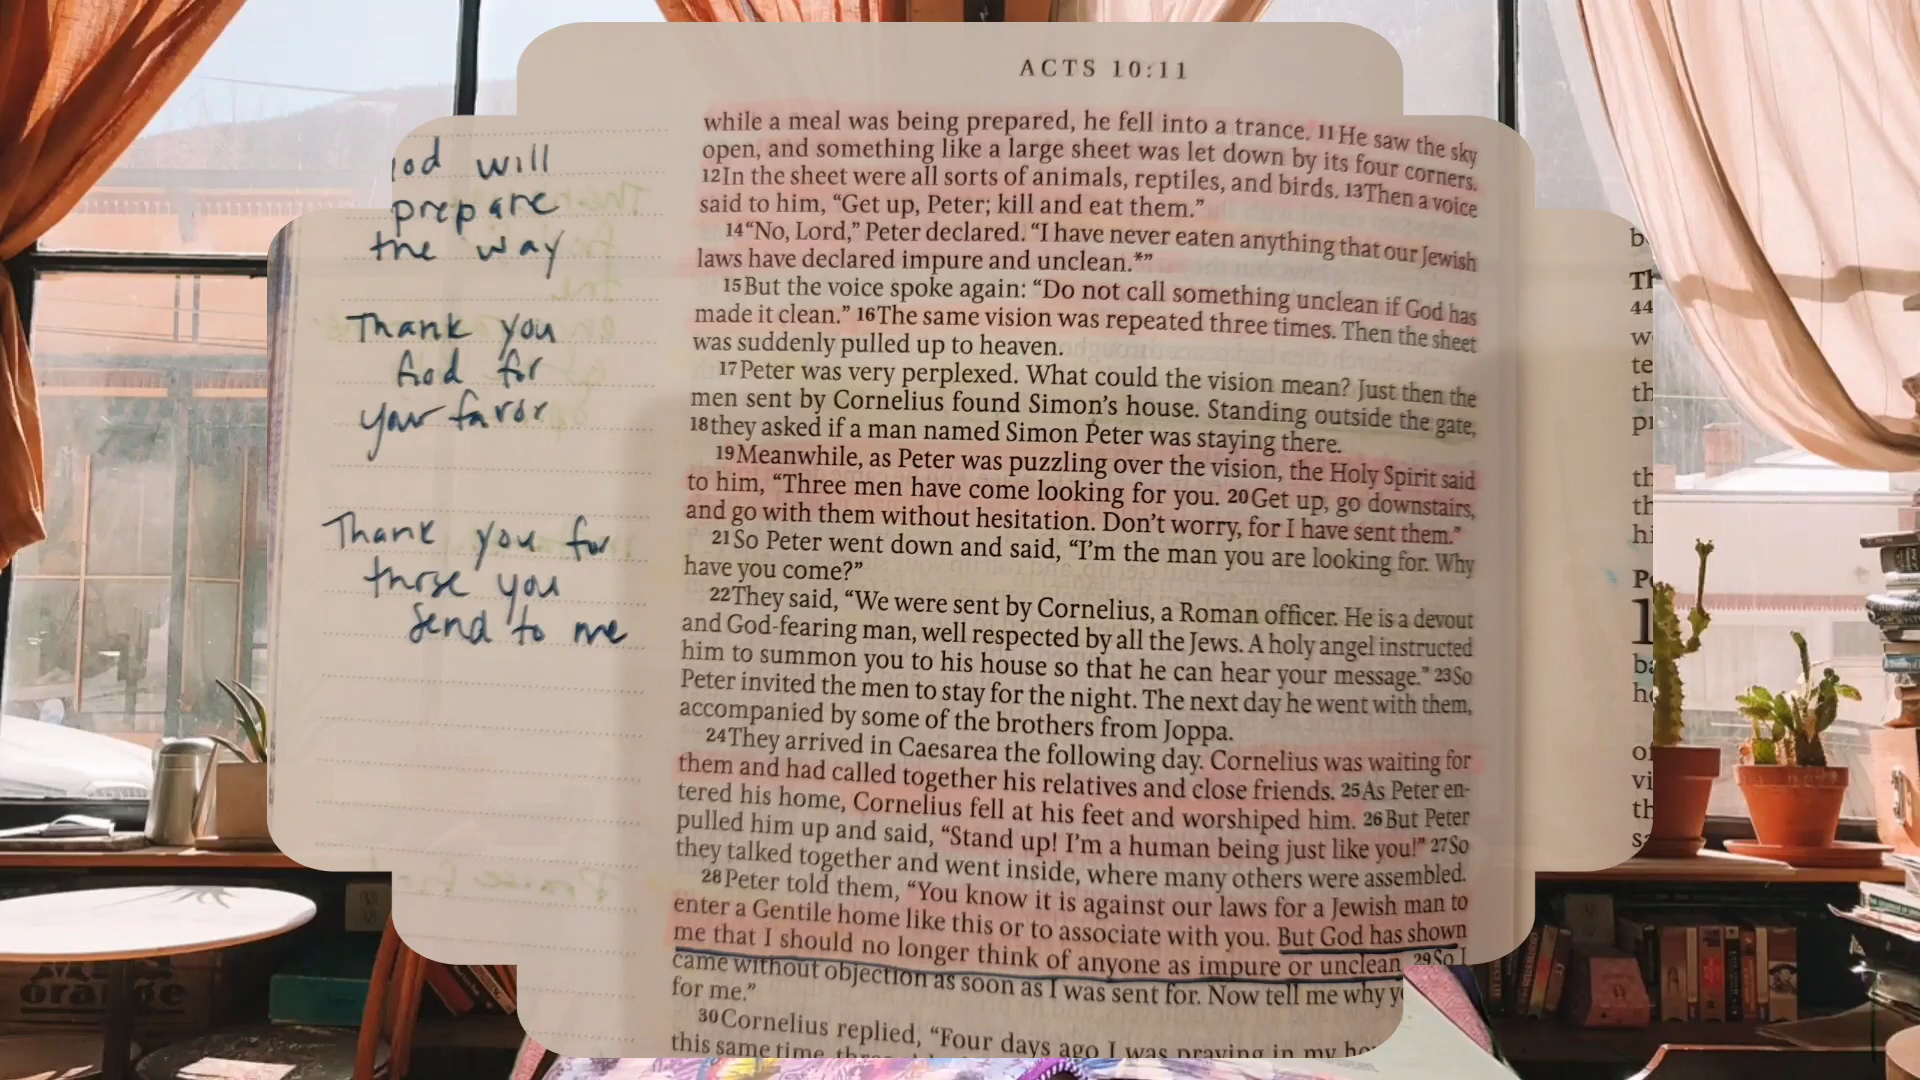 ACTS 10:11
God will
prepare
the way
Thank you
God for
your favor
Thank you for
those you
send to me
while a meal was being prepared, he fell into a trance. 11He saw the sky
open, and something like a large sheet was let down by its four corners.
12In the sheet were all sorts of animals, reptiles, and birds. 13Then a voice
said to him, “Get up, Peter; kill and eat them.”
14“No, Lord,” Peter declared. “I have never eaten anything that our Jewish
laws have declared impure and unclean.*”
15But the voice spoke again: “Do not call something unclean if God has
made it clean.” 16The same vision was repeated three times. Then the sheet
was suddenly pulled up to heaven.
17Peter was very perplexed. What could the vision mean? Just then the
men sent by Cornelius found Simon’s house. Standing outside the gate,
18they asked if a man named Simon Peter was staying there.
19Meanwhile, as Peter was puzzling over the vision, the Holy Spirit said
to him, “Three men have come looking for you. 20Get up, go downstairs,
and go with them without hesitation. Don’t worry, for I have sent them.”
21So Peter went down and said, “I’m the man you are looking for. Why
have you come?”
22They said, “We were sent by Cornelius, a Roman officer. He is a devout
and God-fearing man, well respected by all the Jews. A holy angel instructed
him to summon you to his house so that he can hear your message.” 23So
Peter invited the men to stay for the night. The next day he went with them,
accompanied by some of the brothers from Joppa.
24They arrived in Caesarea the following day. Cornelius was waiting for
them and had called together his relatives and close friends. 25As Peter en-
tered his home, Cornelius fell at his feet and worshiped him. 26But Peter
pulled him up and said, “Stand up! I’m a human being just like you!” 27So
they talked together and went inside, where many others were assembled.
28Peter told them, “You know it is against our laws for a Jewish man to
enter a Gentile home like this or to associate with you. But God has shown
me that I should no longer think of anyone as impure or unclean. 29So I
came without objection as soon as I was sent for. Now tell me why y
for me.”
30Cornelius replied, “Four days ago I was praying in my ho
this same time, three
orange